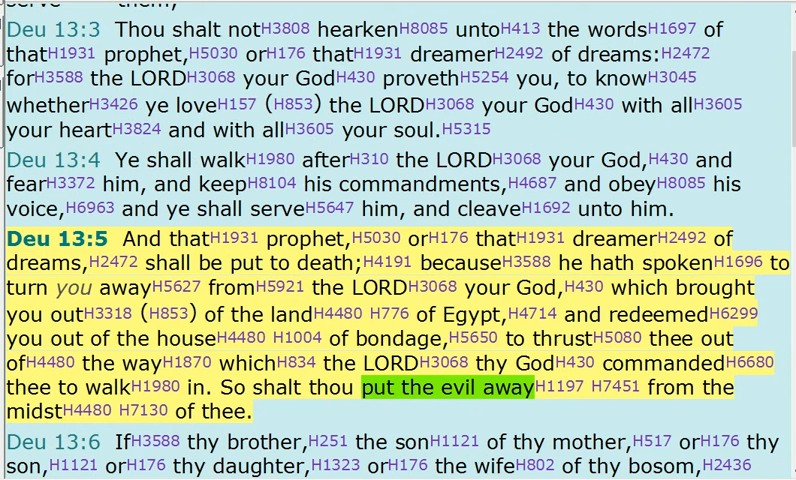 Deu 13:3 Thou shalt notH3808 hearkenH8085 untoH413 the wordsH1697 of
thatH1931 prophet,H5030 orH176 thatH1931 dreamerH2492 of dreams:H2472
forH3588 the LORDH3068 your GodH430 provethH5254 you, to knowH3045
whetherH3426 ye loveH157 (H853) the LORDH3068 your GodH430 with allH3605
your heartH3824 and with allH3605 your soul.H5315
Deu 13:4 Ye shall walkH1980 afterH310 the LORDH3068 your God,H430 and
fearH3372 him, and keepH8104 his commandments,H4687 and obeyH8085 his
voice,H6963 and ye shall serveH5647 him, and cleaveH1692 unto him.
Deu 13:5 And thatH1931 prophet,H5030 orH176 thatH1931 dreamerH2492 of
dreams,H2472 shall be put to death;H4191 becauseH3588 he hath spokenH1696 to
turn you awayH5627 fromH5921 the LORDH3068 your God,H430 which brought
you outH3318 (H853) of the landH4480 H776 of Egypt,H4714 and redeemedH6299
you out of the houseH4480 H1004 of bondage,H5650 to thrustH5080 thee out
ofH4480 the wayH1870 whichH834 the LORDH3068 thy GodH430 commandedH6680
thee to walkH1980 in. So shalt thou put the evil awayH1197 H7451 from the
midstH4480 H7130 of thee.
Deu 13:6 IfH3588 thy brother,H251 the sonH1121 of thy mother,H517 orH176 thy
son,H1121 orH176 thy daughter,H1323 orH176 the wifeH802 of thy bosom,H2436